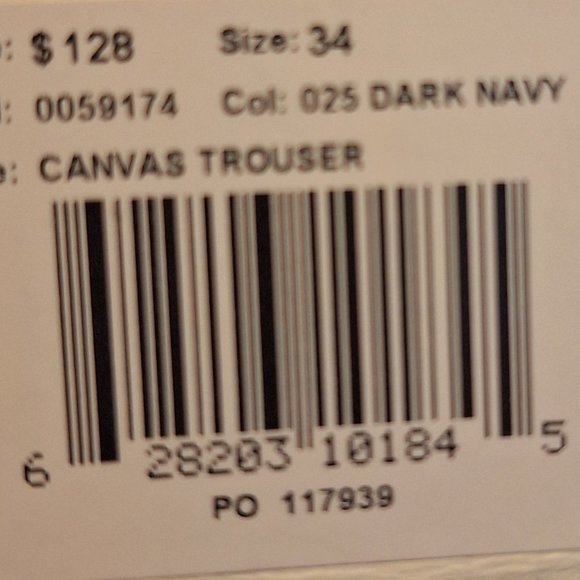 : $128 Size: 34
: 0059174 Col: 025 DARK NAVY
e: CANVAS TROUSER
6 28203 10184 5
PO 117939